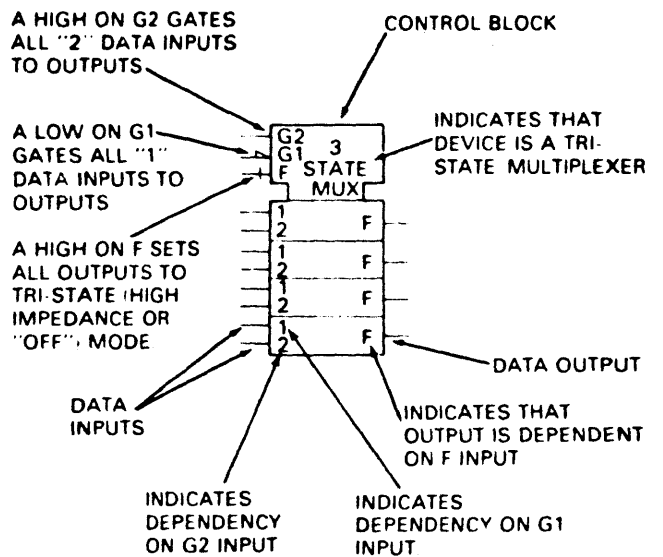 A HIGH ON G2 GATES
ALL "2" DATA INPUTS
TO OUTPUTS
CONTROL BLOCK
A LOW ON G1
GATES ALL "1"
DATA INPUTS TO
OUTPUTS
G2
G1
F
3
STATE
MUX
INDICATES THAT
DEVICE IS A TRI-
STATE MULTIPLEXER
A HIGH ON F SETS
ALL OUTPUTS TO
TRI-STATE (HIGH
IMPEDANCE OR
"OFF") MODE
1
2 F
1
2 F
1
2 F
1
2 F
DATA OUTPUT
DATA
INPUTS
INDICATES THAT
OUTPUT IS DEPENDENT
ON F INPUT
INDICATES
DEPENDENCY
ON G2 INPUT
INDICATES
DEPENDENCY ON G1
INPUT